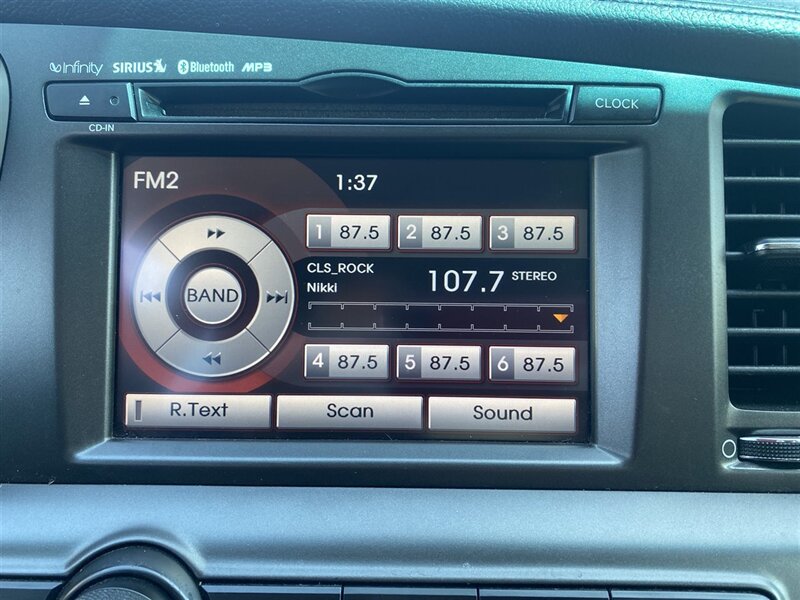 Infinity SIRIUS Bluetooth MP3
CD-IN
CLOCK
FM2
1:37
1 87.5
2 87.5
3 87.5
BAND
CLS_ROCK
Nikki
107.7 STEREO
4 87.5
5 87.5
6 87.5
R.Text
Scan
Sound